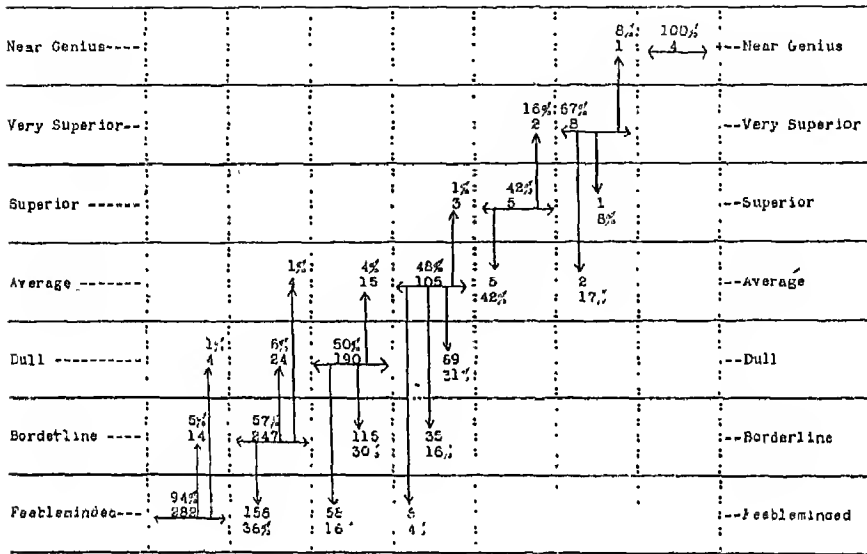 8% 100%
Near Genius---- 1 4 +--Near Genius
16% 67%
Very Superior-- 2 8 --Very Superior
1% 42%
Superior ------ 3 5 1 --Superior
8%
1% 4% 48%
Average ------ 4 15 105 5 2 --Average
42% 17%
1% 6% 50%
Dull ------ 4 24 190 69 --Dull
31%
5% 57%
Bordetline ---- 14 247 115 35 --Borderline
30% 16%
94%
Feebleminded---- 282 156 --Feebleminded
36% 16 4%